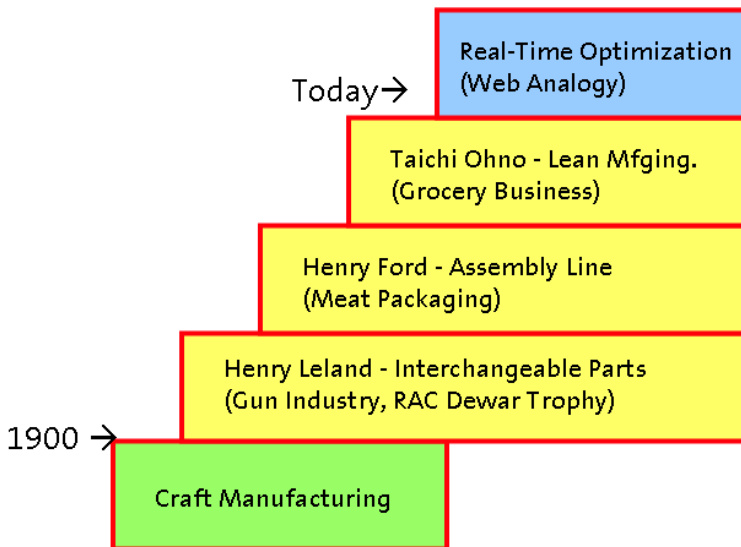 Real-Time Optimization
(Web Analogy)
Today→
Taichi Ohno - Lean Mfging.
(Grocery Business)
Henry Ford - Assembly Line
(Meat Packaging)
Henry Leland - Interchangeable Parts
(Gun Industry, RAC Dewar Trophy)
1900 →
Craft Manufacturing